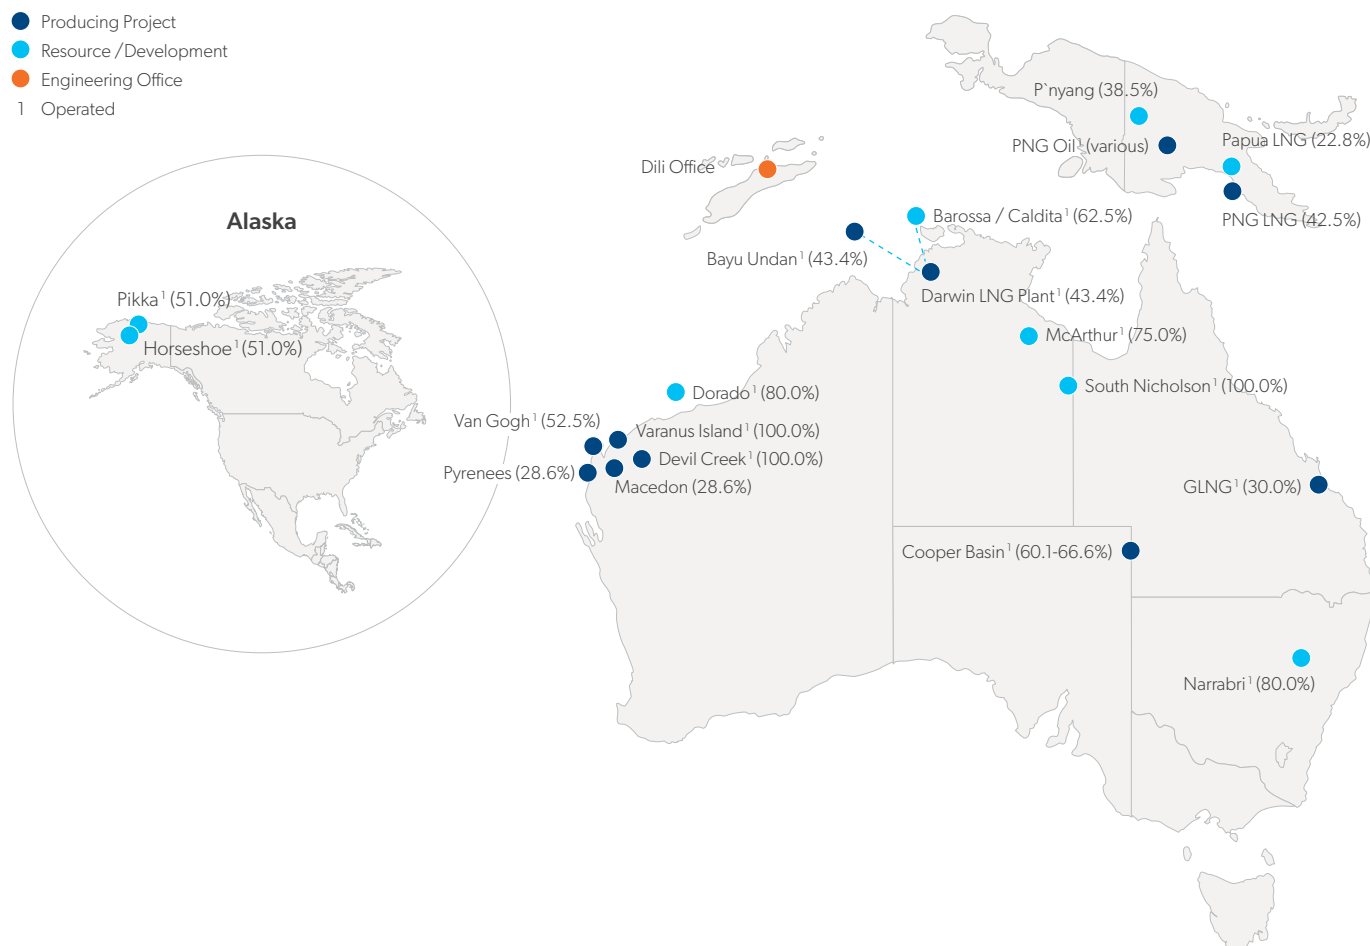 Producing Project
Resource /Development
Engineering Office
1 Operated
Alaska
Pikka¹ (51.0%)
Horseshoe¹ (51.0%)
P`nyang (38.5%)
PNG Oil¹ (various)
Papua LNG (22.8%)
PNG LNG (42.5%)
Dili Office
Barossa / Caldita¹ (62.5%)
Bayu Undan¹ (43.4%)
Darwin LNG Plant¹ (43.4%)
McArthur¹ (75.0%)
South Nicholson¹ (100.0%)
Dorado¹ (80.0%)
Van Gogh¹ (52.5%)
Varanus Island¹ (100.0%)
Devil Creek¹ (100.0%)
Pyrenees (28.6%)
Macedon (28.6%)
GLNG¹ (30.0%)
Cooper Basin¹ (60.1-66.6%)
Narrabri¹ (80.0%)